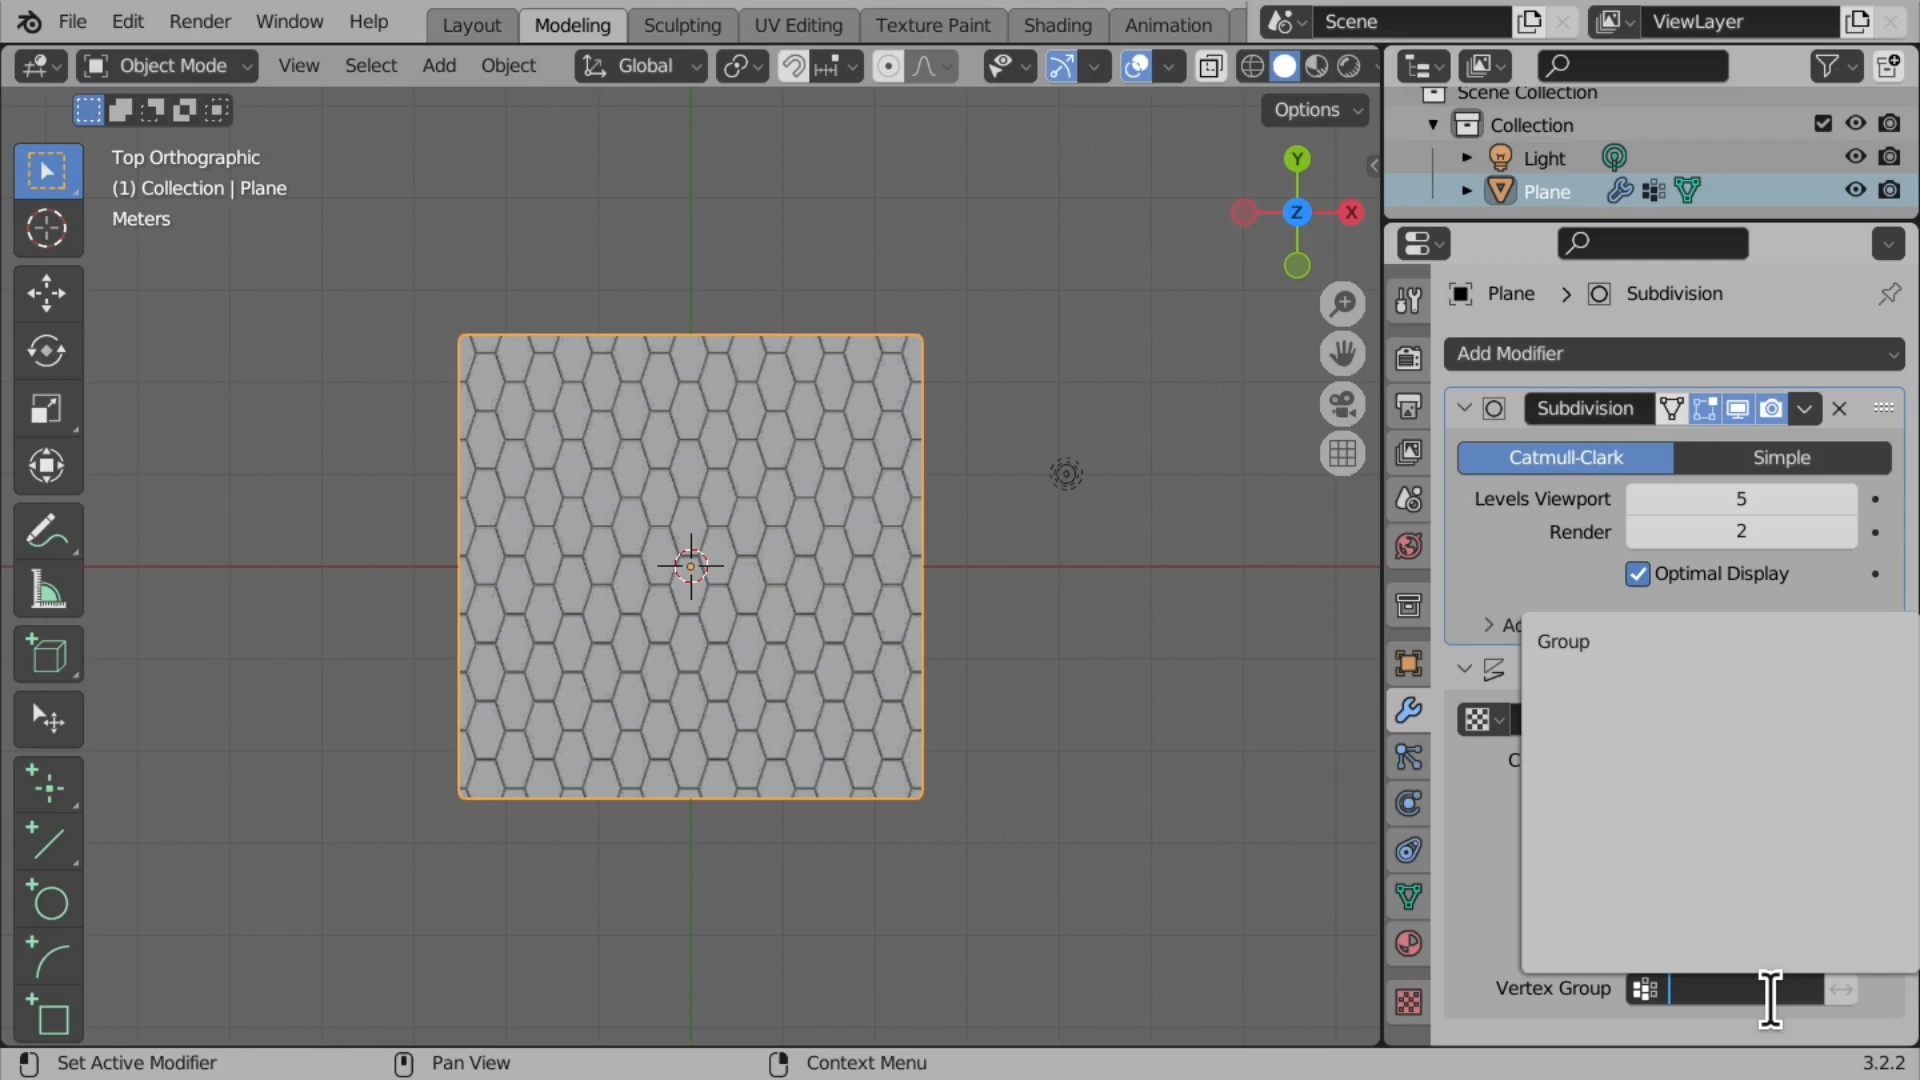 File Edit Render Window Help Layout Modeling Sculpting UV Editing Texture Paint Shading Animation Scene ViewLayer
Object Mode View Select Add Object Global
Options
Scene Collection
Collection
Light
Plane
Top Orthographic
(1) Collection | Plane
Meters
Y
Z
X
Plane Subdivision
Add Modifier
Subdivision
Catmull-Clark Simple
Levels Viewport 5
Render 2
Optimal Display
Group
Vertex Group
Set Active Modifier Pan View Context Menu 3.2.2